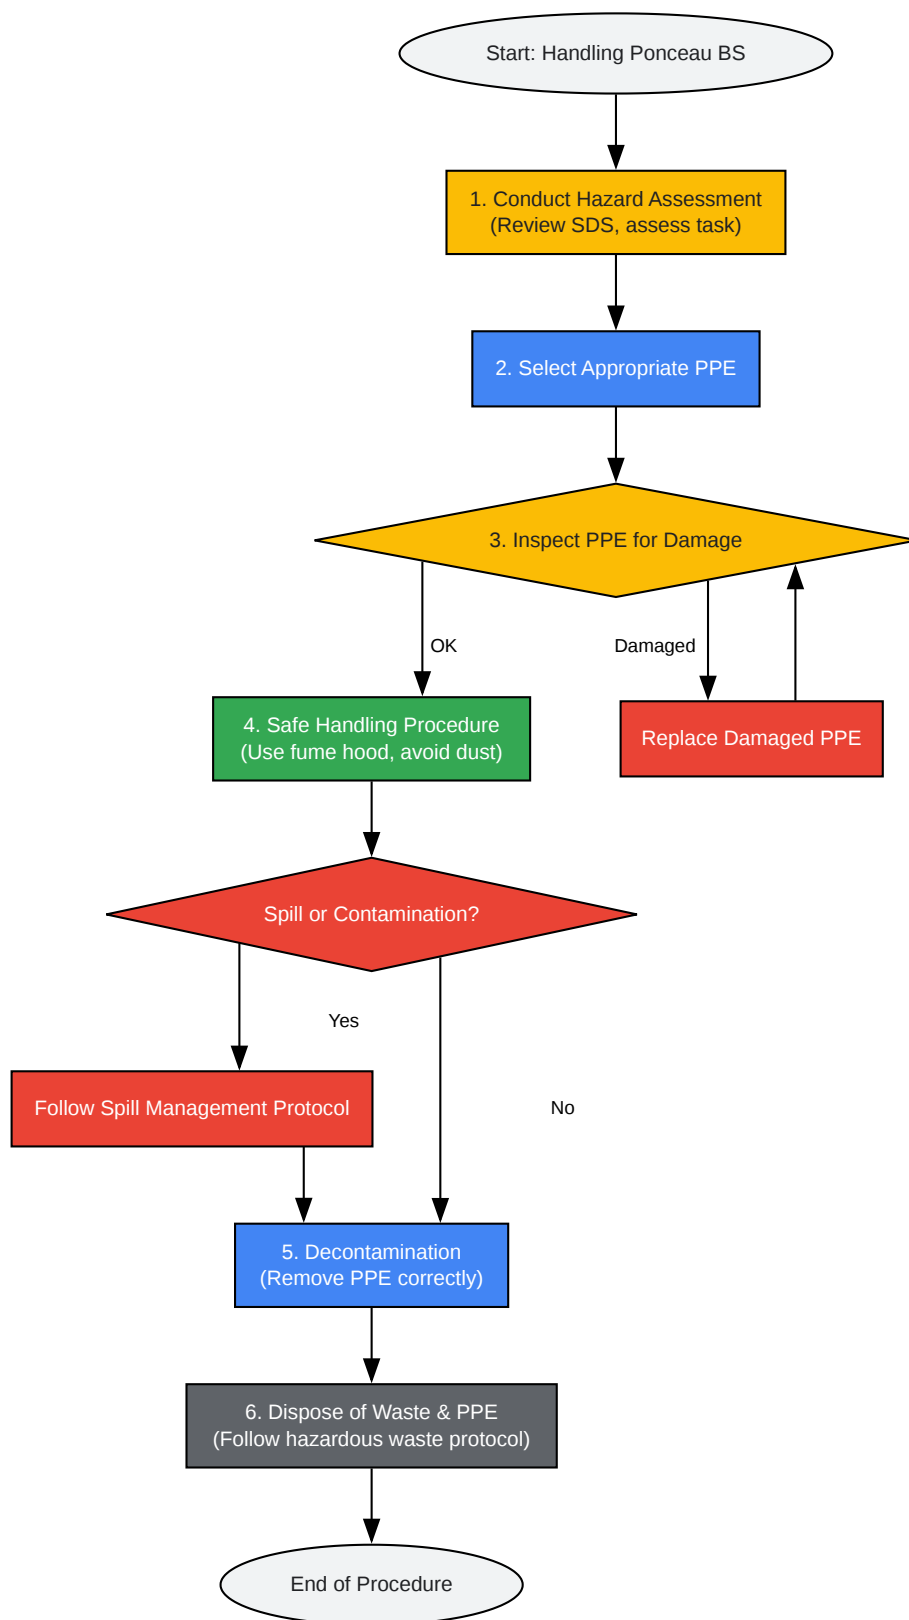 Start: Handling Ponceau BS
1. Conduct Hazard Assessment
(Review SDS, assess task)
2. Select Appropriate PPE
3. Inspect PPE for Damage
OK
Damaged
4. Safe Handling Procedure
(Use fume hood, avoid dust)
Replace Damaged PPE
Spill or Contamination?
Yes
Follow Spill Management Protocol
No
5. Decontamination
(Remove PPE correctly)
6. Dispose of Waste & PPE
(Follow hazardous waste protocol)
End of Procedure